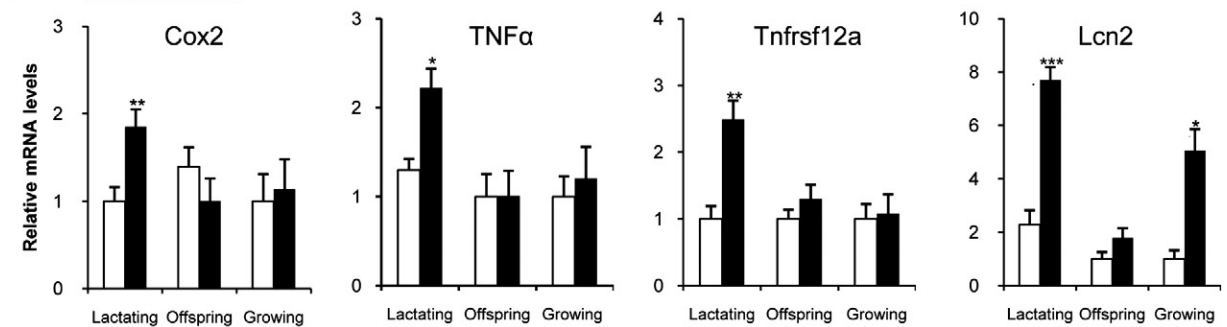 Cox2
TNFα
Tnfrsf12a
Lcn2
Relative mRNA levels
3
2
1
0
**
Lactating Offspring Growing
3
2
1
0
*
Lactating Offspring Growing
4
3
2
1
0
**
Lactating Offspring Growing
10
8
6
4
2
0
***
*
Lactating Offspring Growing